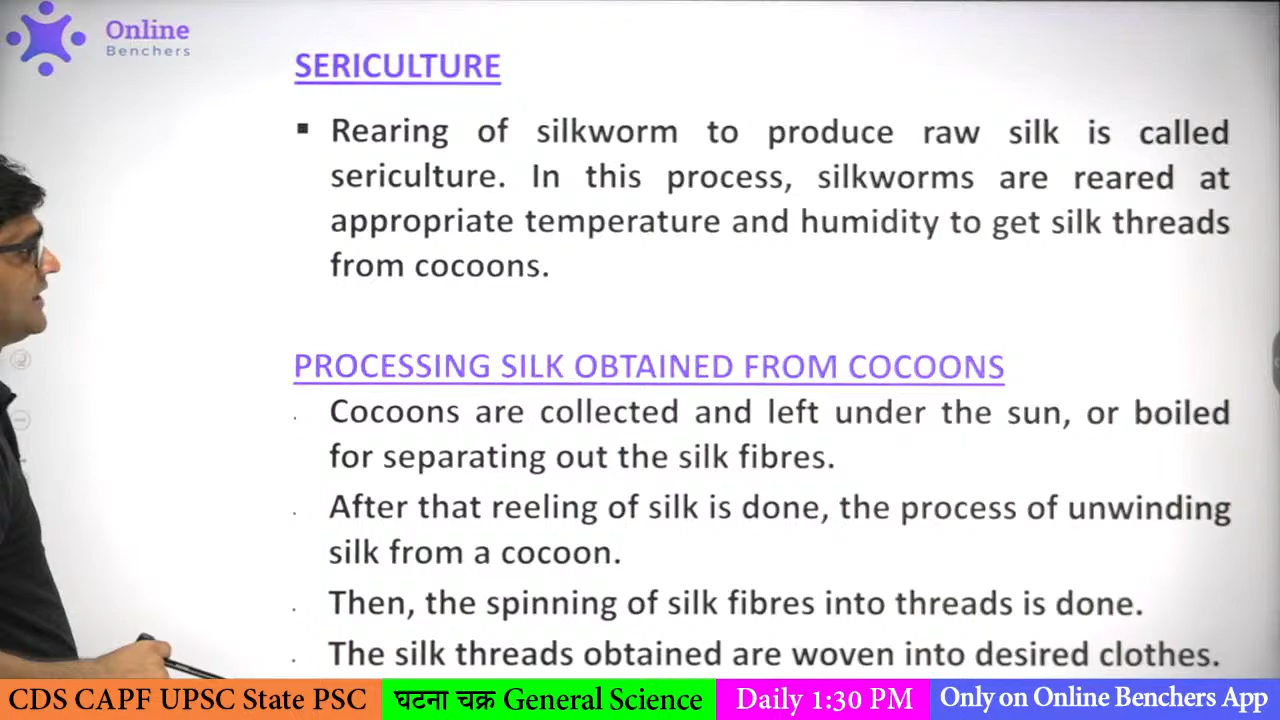 Online
Benchers
SERICULTURE
▪ Rearing of silkworm to produce raw silk is called
sericulture. In this process, silkworms are reared at
appropriate temperature and humidity to get silk threads
from cocoons.
PROCESSING SILK OBTAINED FROM COCOONS
. Cocoons are collected and left under the sun, or boiled
for separating out the silk fibres.
. After that reeling of silk is done, the process of unwinding
silk from a cocoon.
. Then, the spinning of silk fibres into threads is done.
. The silk threads obtained are woven into desired clothes.
CDS CAPF UPSC State PSC घटना चक्र General Science Daily 1:30 PM Only on Online Benchers App